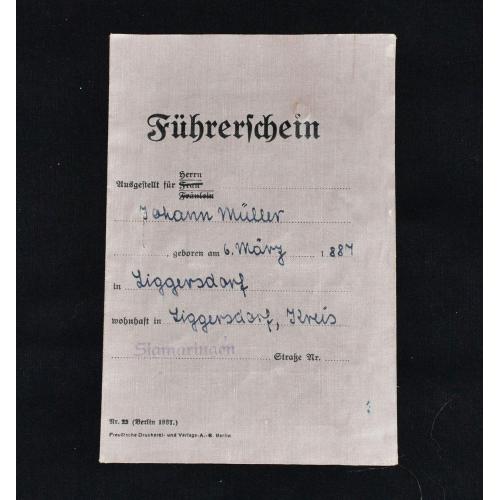 Führerschein
Herrn
Ausgestellt für Frau
Fräulein
Johann Müller
, geboren am 6. März 1887
in Liggersdorf
wohnhaft in Liggersdorf, Kreis
Sigmaringen Straße Nr.
Nr. 23 (Berlin 1931.)
Preußische Druckerei- und Verlags-A.-G. Berlin